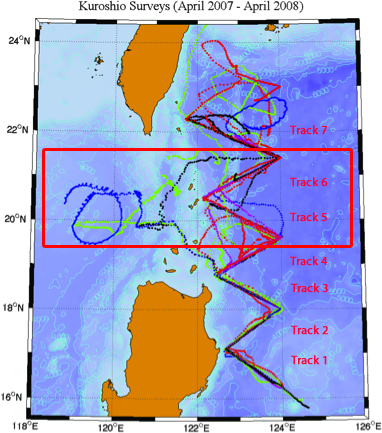 Kuroshio Surveys (April 2007 - April 2008)
24°N
22°N
20°N
18°N
16°N
Track 7
Track 6
Track 5
Track 4
Track 3
Track 2
Track 1
118°E 120°E 122°E 124°E 126°E